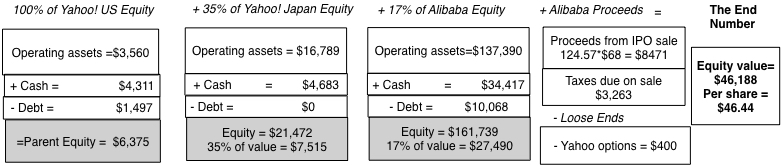 100% of Yahoo! US Equity
Operating assets =$3,560
+ Cash = $4,311
- Debt = $1,497
=Parent Equity = $6,375
+ 35% of Yahoo! Japan Equity
Operating assets = $16,789
+ Cash = $4,683
- Debt = $0
Equity = $21,472
35% of value = $7,515
+ 17% of Alibaba Equity
Operating assets=$137,390
+ Cash = $34,417
- Debt = $10,068
Equity = $161,739
17% of value = $27,490
+ Alibaba Proceeds =
Proceeds from IPO sale
124.57*$68 = $8471
Taxes due on sale
$3,263
- Loose Ends
- Yahoo options = $400
The End
Number
Equity value=
$46,188
Per share =
$46.44